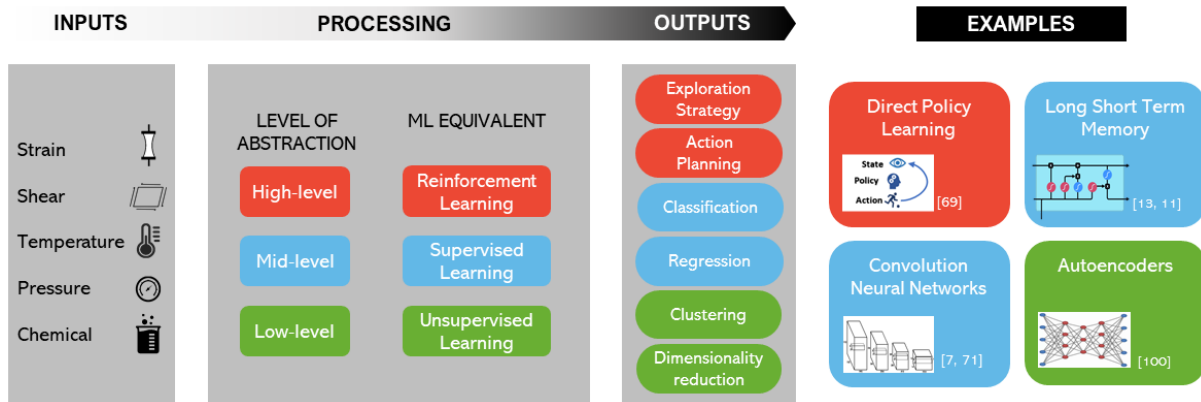 INPUTS
PROCESSING
OUTPUTS
EXAMPLES
Strain
Shear
Temperature
Pressure
Chemical
LEVEL OF
ABSTRACTION
ML EQUIVALENT
High-level
Reinforcement
Learning
Mid-level
Supervised
Learning
Low-level
Unsupervised
Learning
Exploration
Strategy
Action
Planning
Classification
Regression
Clustering
Dimensionality
reduction
Direct Policy
Learning
State
Policy
Action
[69]
Long Short Term
Memory
[13, 11]
Convolution
Neural Networks
[7, 71]
Autoencoders
[100]